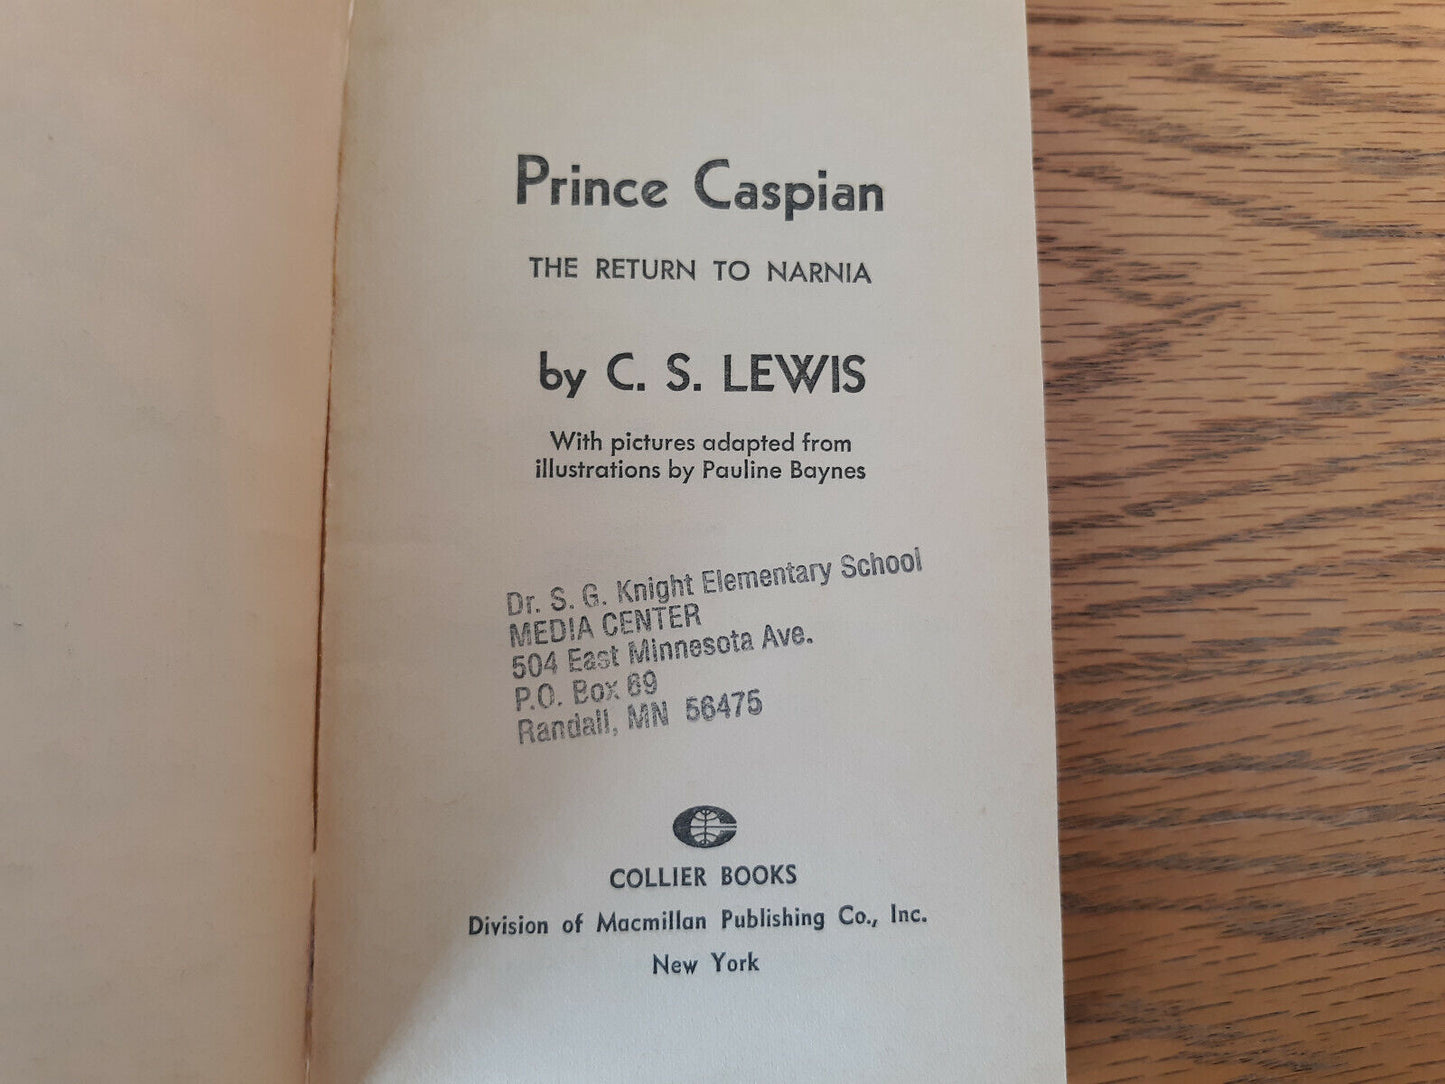 Prince Caspian
THE RETURN TO NARNIA
by C. S. LEWIS
With pictures adapted from
illustrations by Pauline Baynes
Dr. S. G. Knight Elementary School
MEDIA CENTER
504 East Minnesota Ave.
P.O. Box 69
Randall, MN 56475
COLLIER BOOKS
Division of Macmillan Publishing Co., Inc.
New York